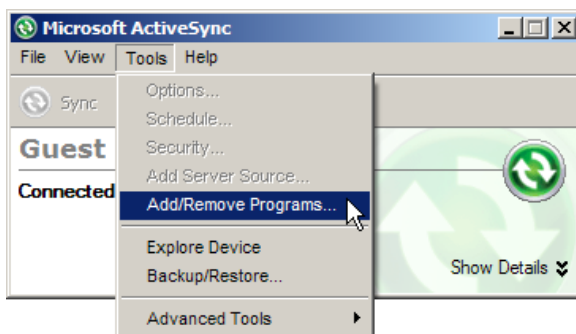 Microsoft ActiveSync
File View Tools Help
Sync
Options...
Schedule...
Security...
Add Server Source...
Add/Remove Programs...
Explore Device
Backup/Restore...
Advanced Tools
Guest
Connected
Show Details